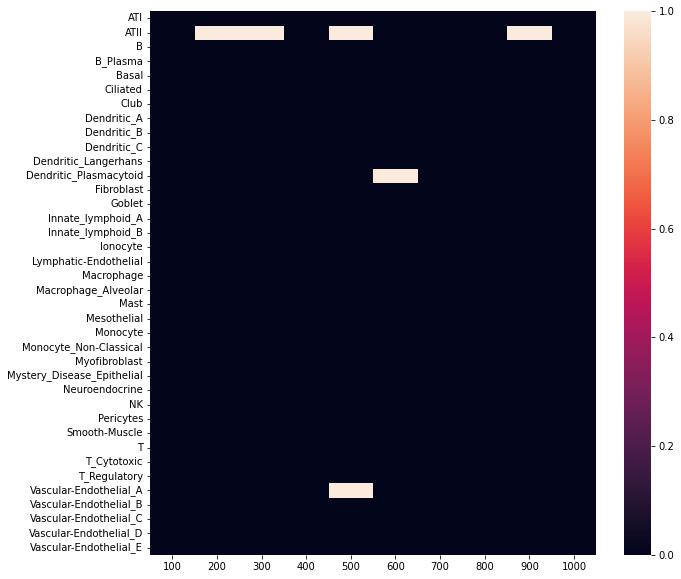 ATI
ATII
B
B_Plasma
Basal
Ciliated
Club
Dendritic_A
Dendritic_B
Dendritic_C
Dendritic_Langerhans
Dendritic_Plasmacytoid
Fibroblast
Goblet
Innate_lymphoid_A
Innate_lymphoid_B
Ionocyte
Lymphatic-Endothelial
Macrophage
Macrophage_Alveolar
Mast
Mesothelial
Monocyte
Monocyte_Non-Classical
Myofibroblast
Mystery_Disease_Epithelial
Neuroendocrine
NK
Pericytes
Smooth-Muscle
T
T_Cytotoxic
T_Regulatory
Vascular-Endothelial_A
Vascular-Endothelial_B
Vascular-Endothelial_C
Vascular-Endothelial_D
Vascular-Endothelial_E
100 200 300 400 500 600 700 800 900 1000
1.0
0.8
0.6
0.4
0.2
0.0